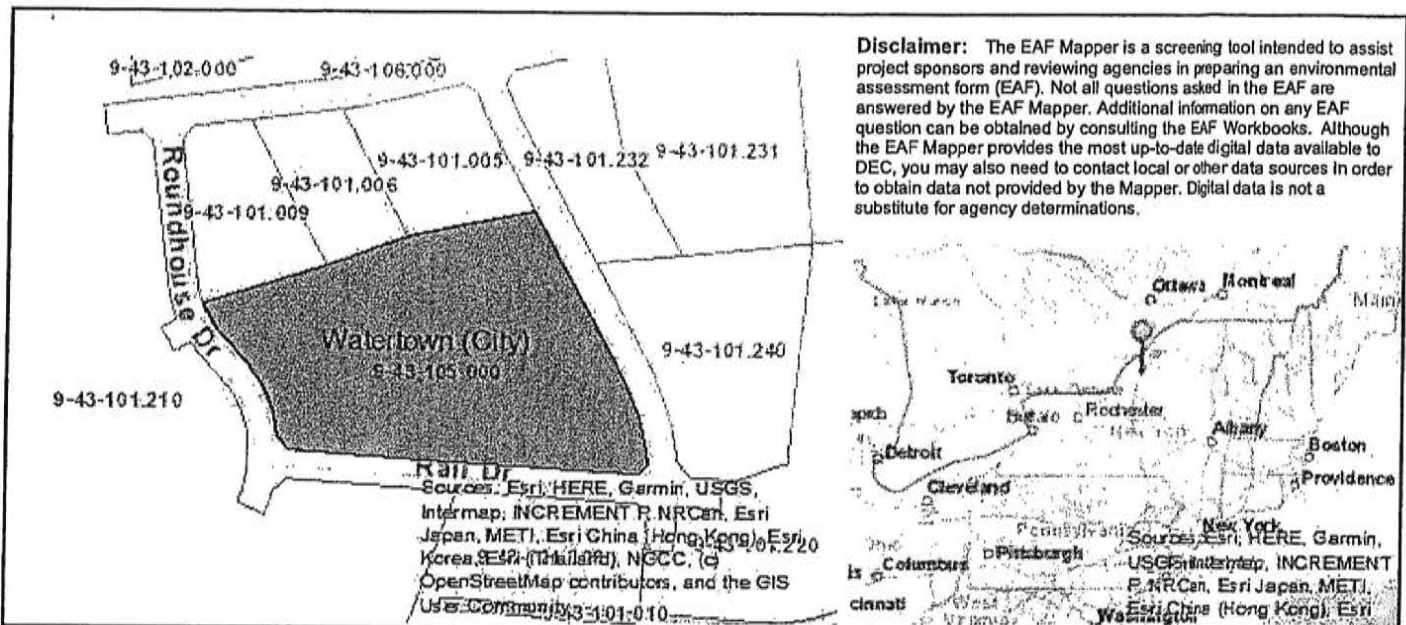 9-43-102.000
9-43-106.000
Roundhouse Dr
9-43-101.005
9-43-101.232
9-43-101.231
9-43-101.006
9-43-101.009
Watertown (City)
9-43-105.000
9-43-101.240
9-43-101.210
Rail Dr
Sources: Esri, HERE, Garmin, USGS,
Intermap, INCREMENT P, NRCan, Esri
Japan, METI, Esri China (Hong Kong), Esri
Korea, Esri (Thailand), NGCC, (c)
OpenStreetMap contributors, and the GIS
User Community
Disclaimer: The EAF Mapper is a screening tool intended to assist
project sponsors and reviewing agencies in preparing an environmental
assessment form (EAF). Not all questions asked in the EAF are
answered by the EAF Mapper. Additional information on any EAF
question can be obtained by consulting the EAF Workbooks. Although
the EAF Mapper provides the most up-to-date digital data available to
DEC, you may also need to contact local or other data sources in order
to obtain data not provided by the Mapper. Digital data is not a
substitute for agency determinations.
Ottawa
Montreal
Toronto
Buffalo
Rochester
Albany
Boston
Detroit
Providence
Cleveland
Pennsylvani
New York
Pittsburgh
Columbus
cinnati
West
Washington
Sources: Esri, HERE, Garmin,
USGS, Intermap, INCREMENT
P, NRCan, Esri Japan, METI,
Esri China (Hong Kong), Esri